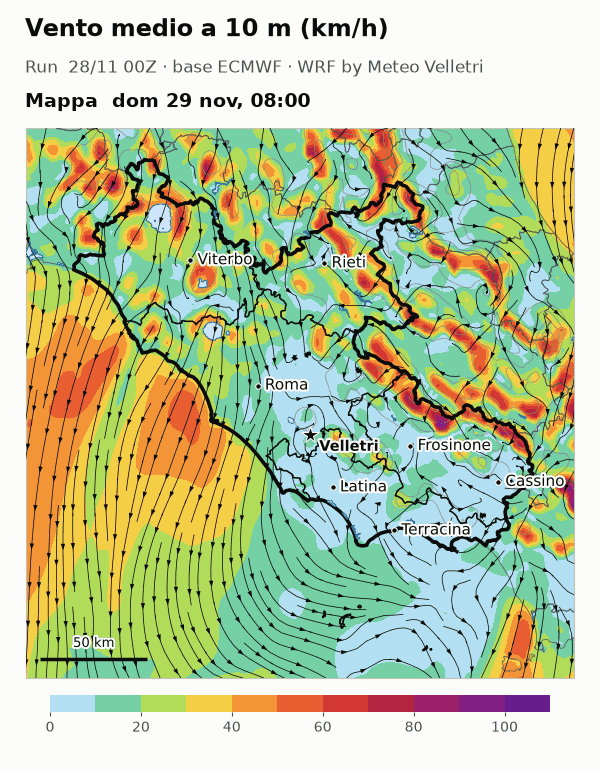 Vento medio a 10 m (km/h)
Run  28/11 00Z · base ECMWF · WRF by Meteo Velletri
Mappa  dom 29 nov, 08:00
Viterbo
Rieti
Roma
Velletri
Frosinone
Cassino
Latina
Terracina
50 km
0 20 40 60 80 100